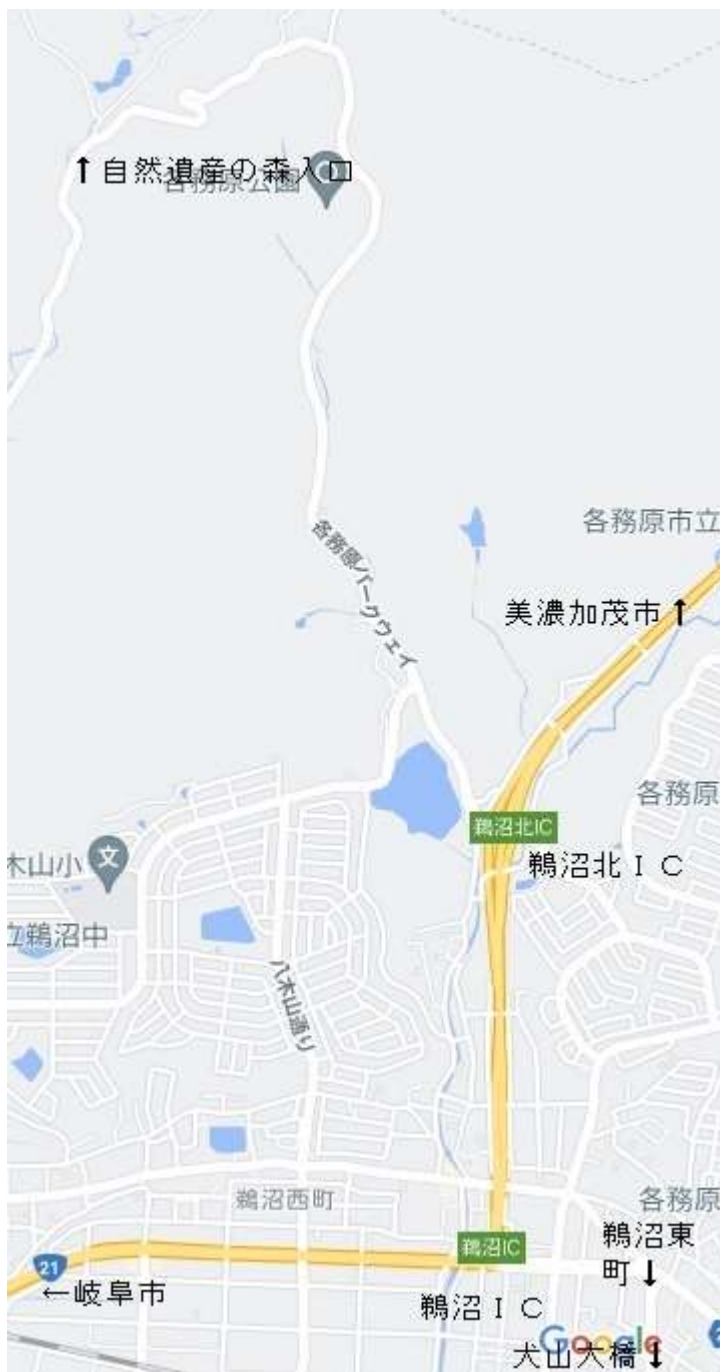 ↑自然遺産の森入口
各務原公園
各務原パークウェイ
各務原市立
美濃加茂市↑
各務原
鵜沼北IC
鵜沼北ＩＣ
木山小
文
立鵜沼中
八木山通り
鵜沼西町
各務原
鵜沼東
町↓
鵜沼IC
21
←岐阜市
鵜沼ＩＣ
Google
犬山大橋↓